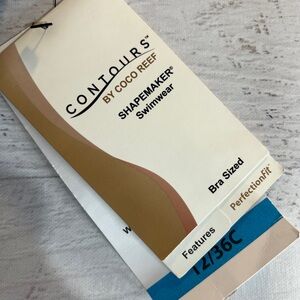 CONTOURS™
BY COCO REEF
SHAPEMAKER®
Swimwear
Bra Sized
PerfectionFit™
Features
12/36C